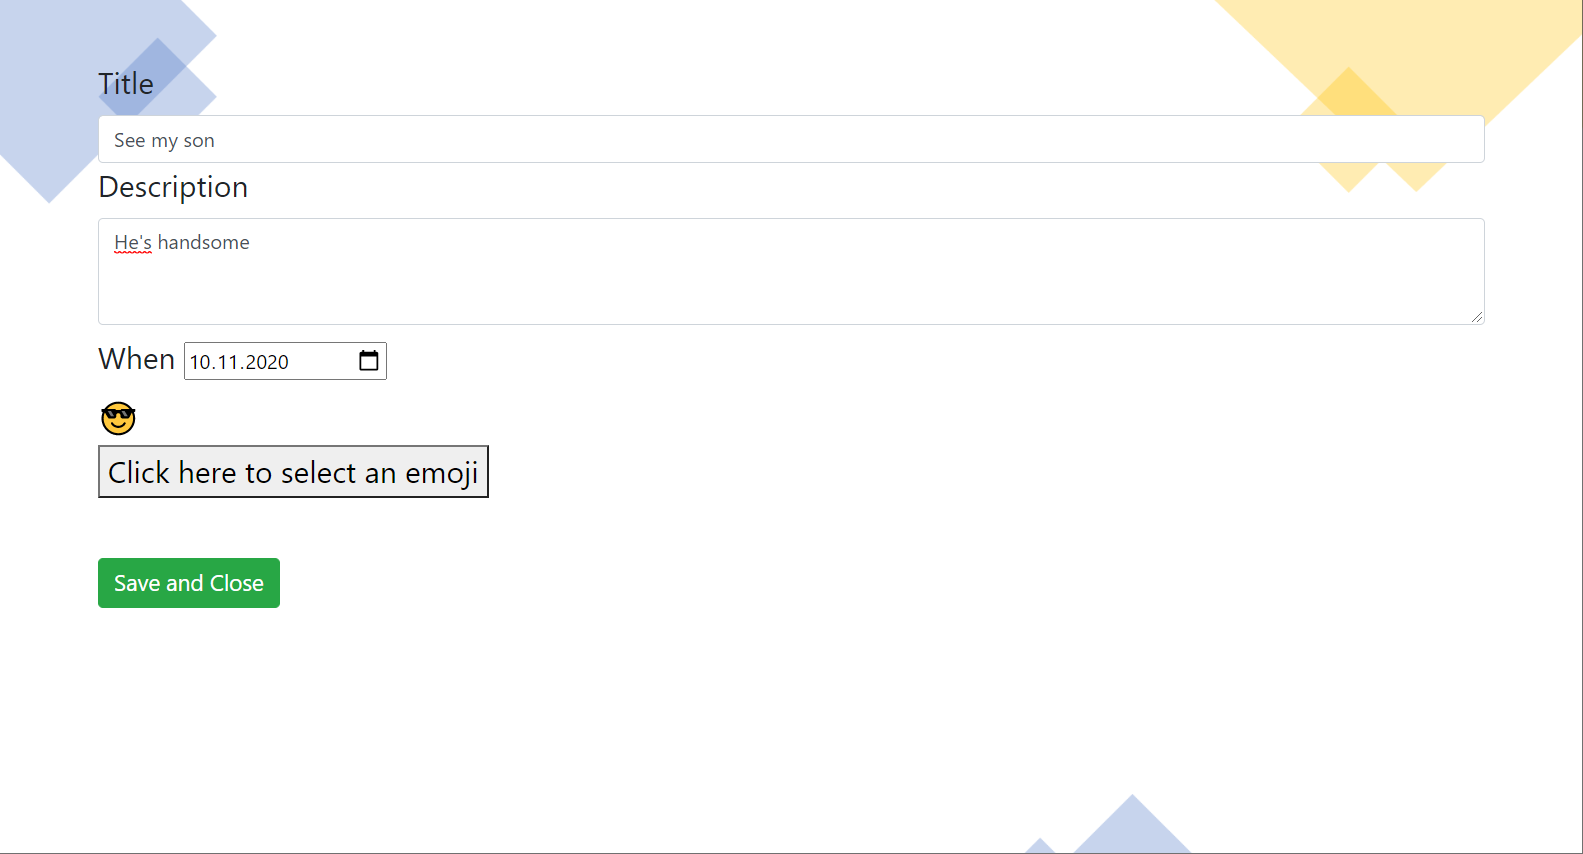 Title
See my son
Description
He's handsome
When 10.11.2020
Click here to select an emoji
Save and Close